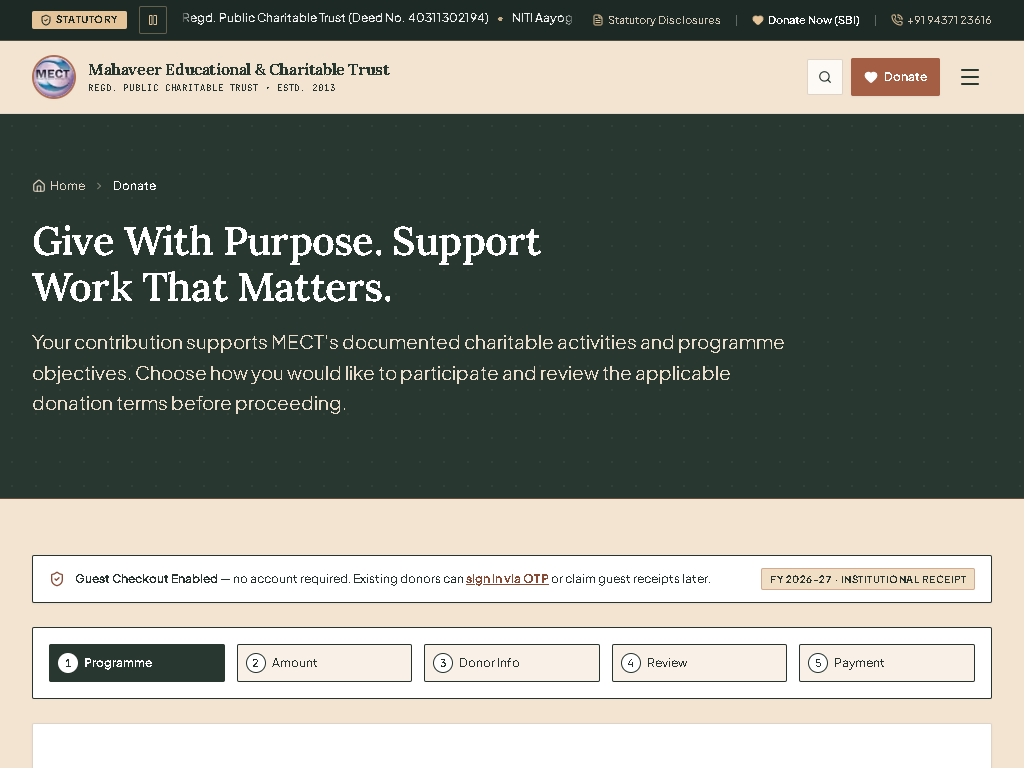 STATUTORY
Regd. Public Charitable Trust (Deed No. 40311302194) • NITI Aayog
Statutory Disclosures | Donate Now (SBI) | +91 94371 23616
MECT
Mahaveer Educational & Charitable Trust
REGD. PUBLIC CHARITABLE TRUST • ESTD. 2013
Donate
Home > Donate
Give With Purpose. Support
Work That Matters.
Your contribution supports MECT's documented charitable activities and programme
objectives. Choose how you would like to participate and review the applicable
donation terms before proceeding.
Guest Checkout Enabled — no account required. Existing donors can sign in via OTP or claim guest receipts later.
FY 2026-27 · INSTITUTIONAL RECEIPT
1 Programme
2 Amount
3 Donor Info
4 Review
5 Payment